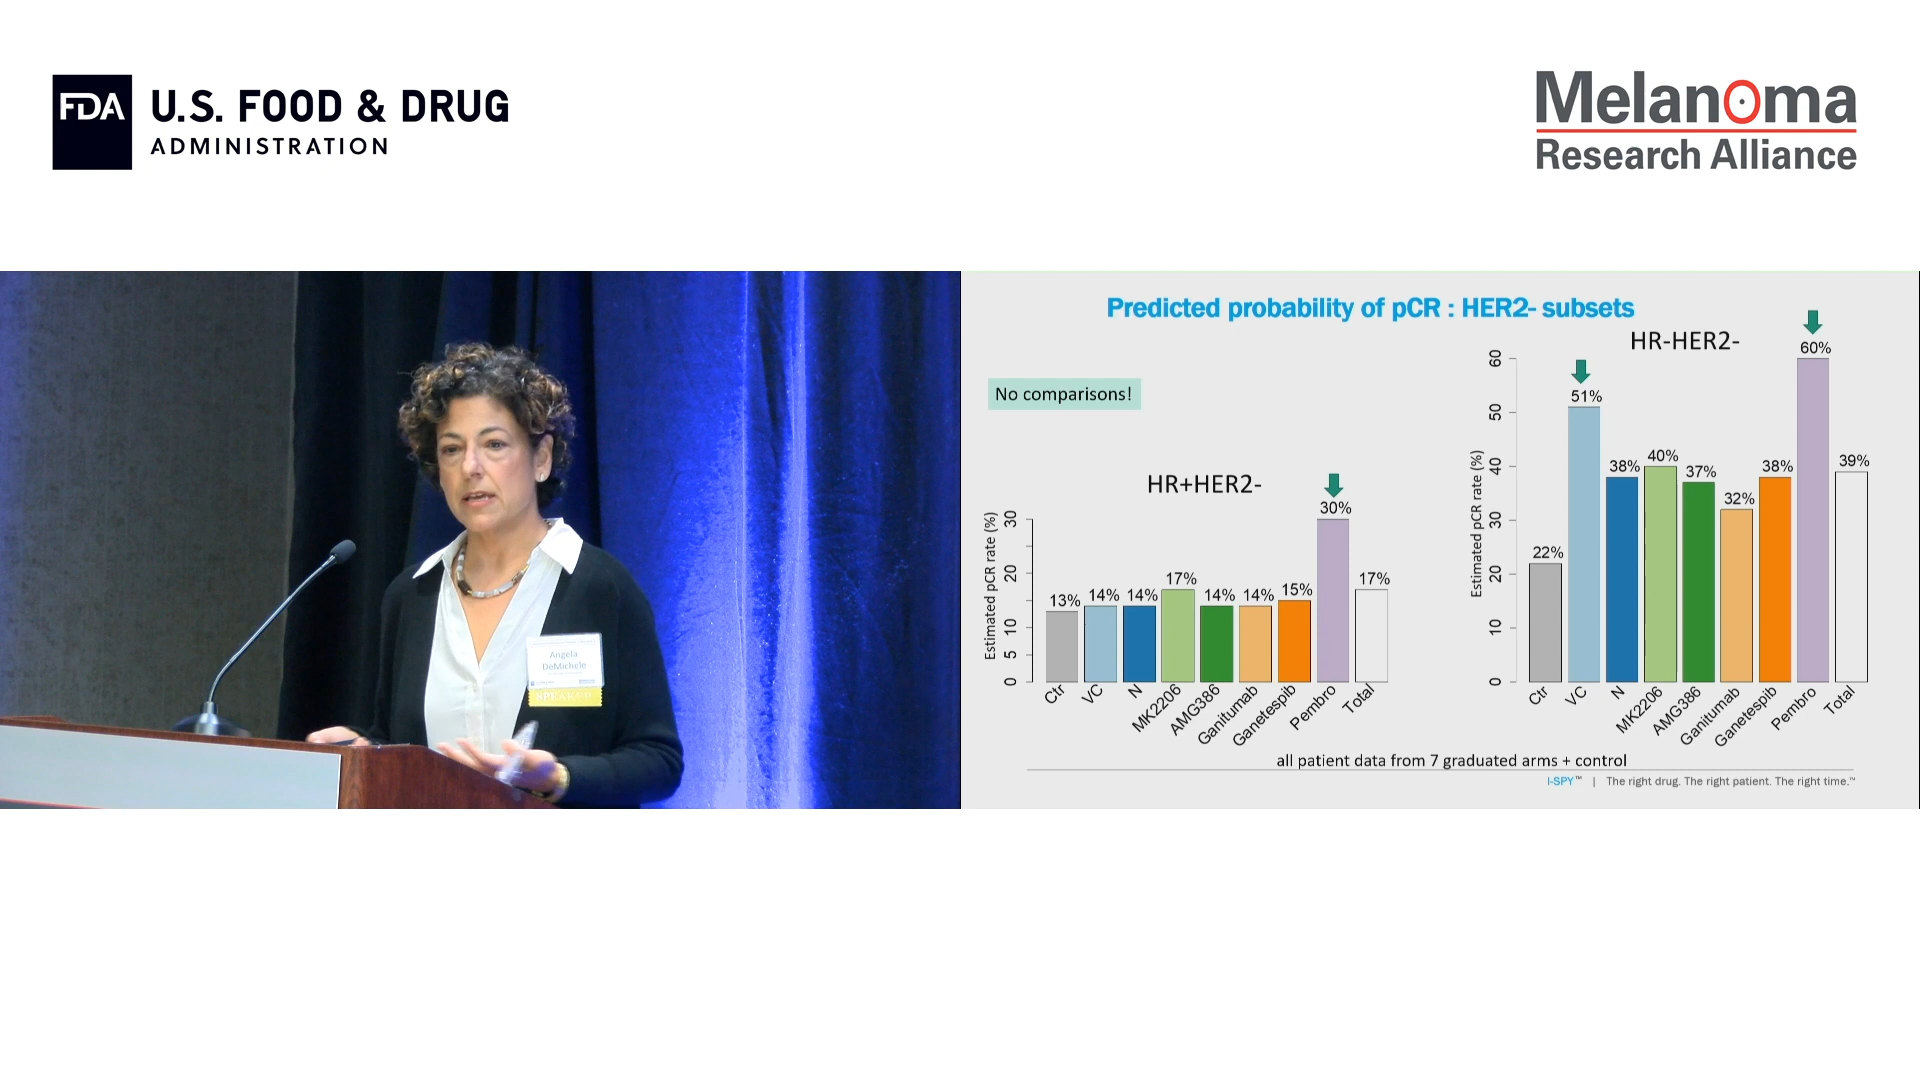 FDA
U.S. FOOD & DRUG
ADMINISTRATION
Melanoma
Research Alliance
Angela
DeMichele
SPEAKER
Predicted probability of pCR : HER2- subsets
No comparisons!
HR+HER2-
Estimated pCR rate (%)
0 5 10 20 30
13% 14% 14% 17% 14% 14% 15% 30% 17%
Ctr VC N MK2206 AMG386 Ganitumab Ganetespib Pembro Total
HR-HER2-
Estimated pCR rate (%)
0 10 20 30 40 50 60
22% 51% 38% 40% 37% 32% 38% 60% 39%
Ctr VC N MK2206 AMG386 Ganitumab Ganetespib Pembro Total
all patient data from 7 graduated arms + control
I-SPY™ | The right drug. The right patient. The right time.™